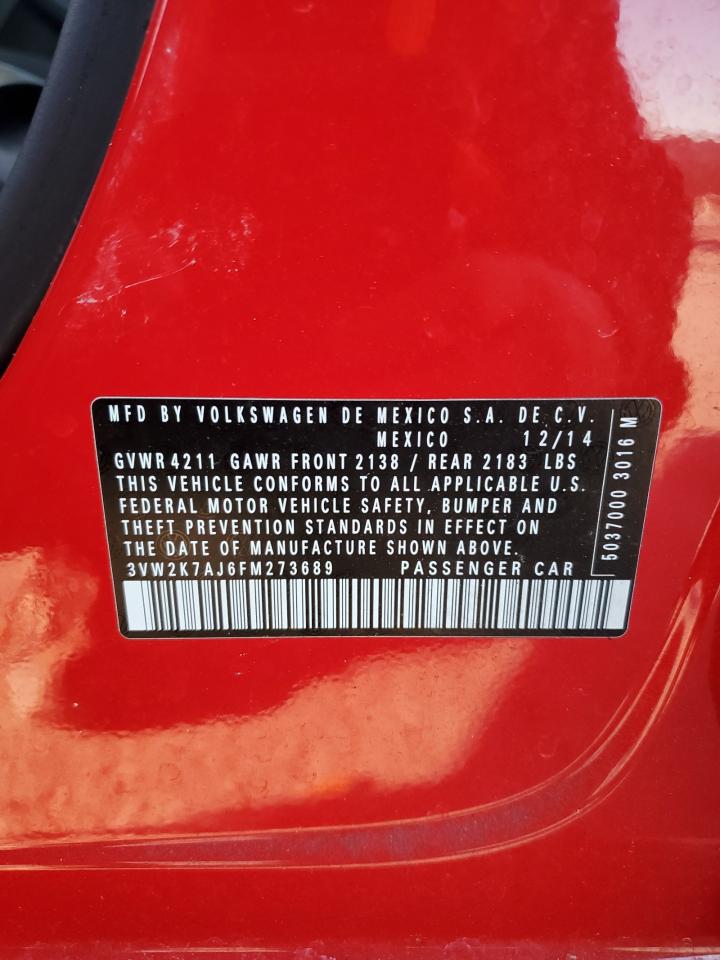 MFD BY VOLKSWAGEN DE MEXICO S.A. DE C.V.
MEXICO 12/14
GVWR 4211 GAWR FRONT 2138 / REAR 2183 LBS
THIS VEHICLE CONFORMS TO ALL APPLICABLE U.S.
FEDERAL MOTOR VEHICLE SAFETY, BUMPER AND
THEFT PREVENTION STANDARDS IN EFFECT ON
THE DATE OF MANUFACTURE SHOWN ABOVE.
3VW2K7AJ6FM273689 PASSENGER CAR
5037000 3016 M